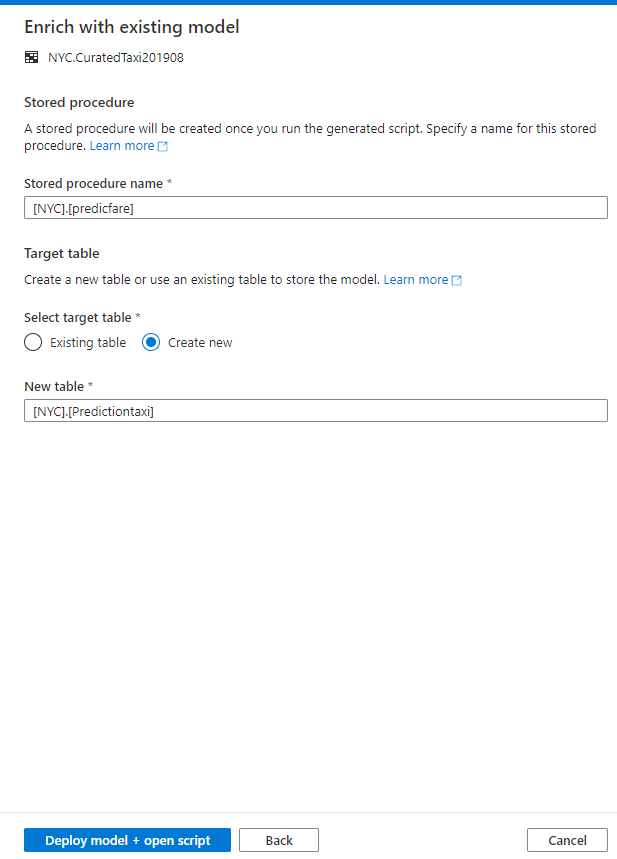 Enrich with existing model
NYC.CuratedTaxi201908
Stored procedure
A stored procedure will be created once you run the generated script. Specify a name for this stored
procedure. Learn more
Stored procedure name *
[NYC].[predicfare]
Target table
Create a new table or use an existing table to store the model. Learn more
Select target table *
Existing table Create new
New table *
[NYC].[Predictiontaxi]
Deploy model + open script Back Cancel